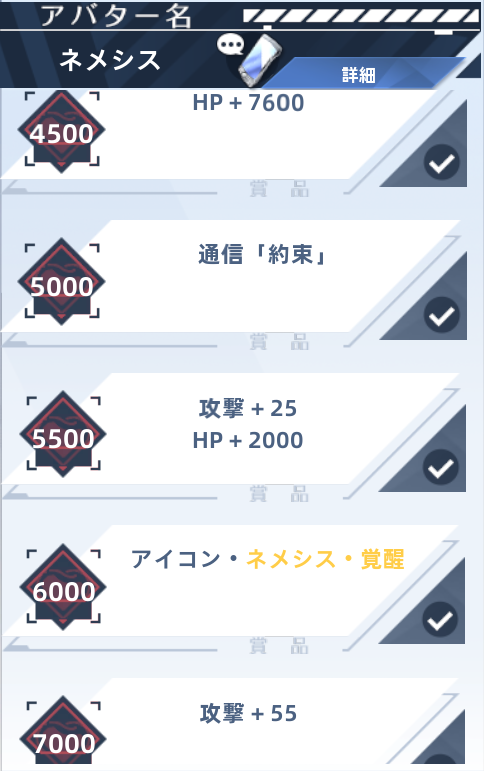 アバター名
ネメシス
詳細
HP+7600
4500
賞 品
通信「約束」
5000
賞 品
攻撃+25
HP+2000
5500
賞 品
アイコン・ネメシス・覚醒
6000
賞 品
攻撃+55
7000